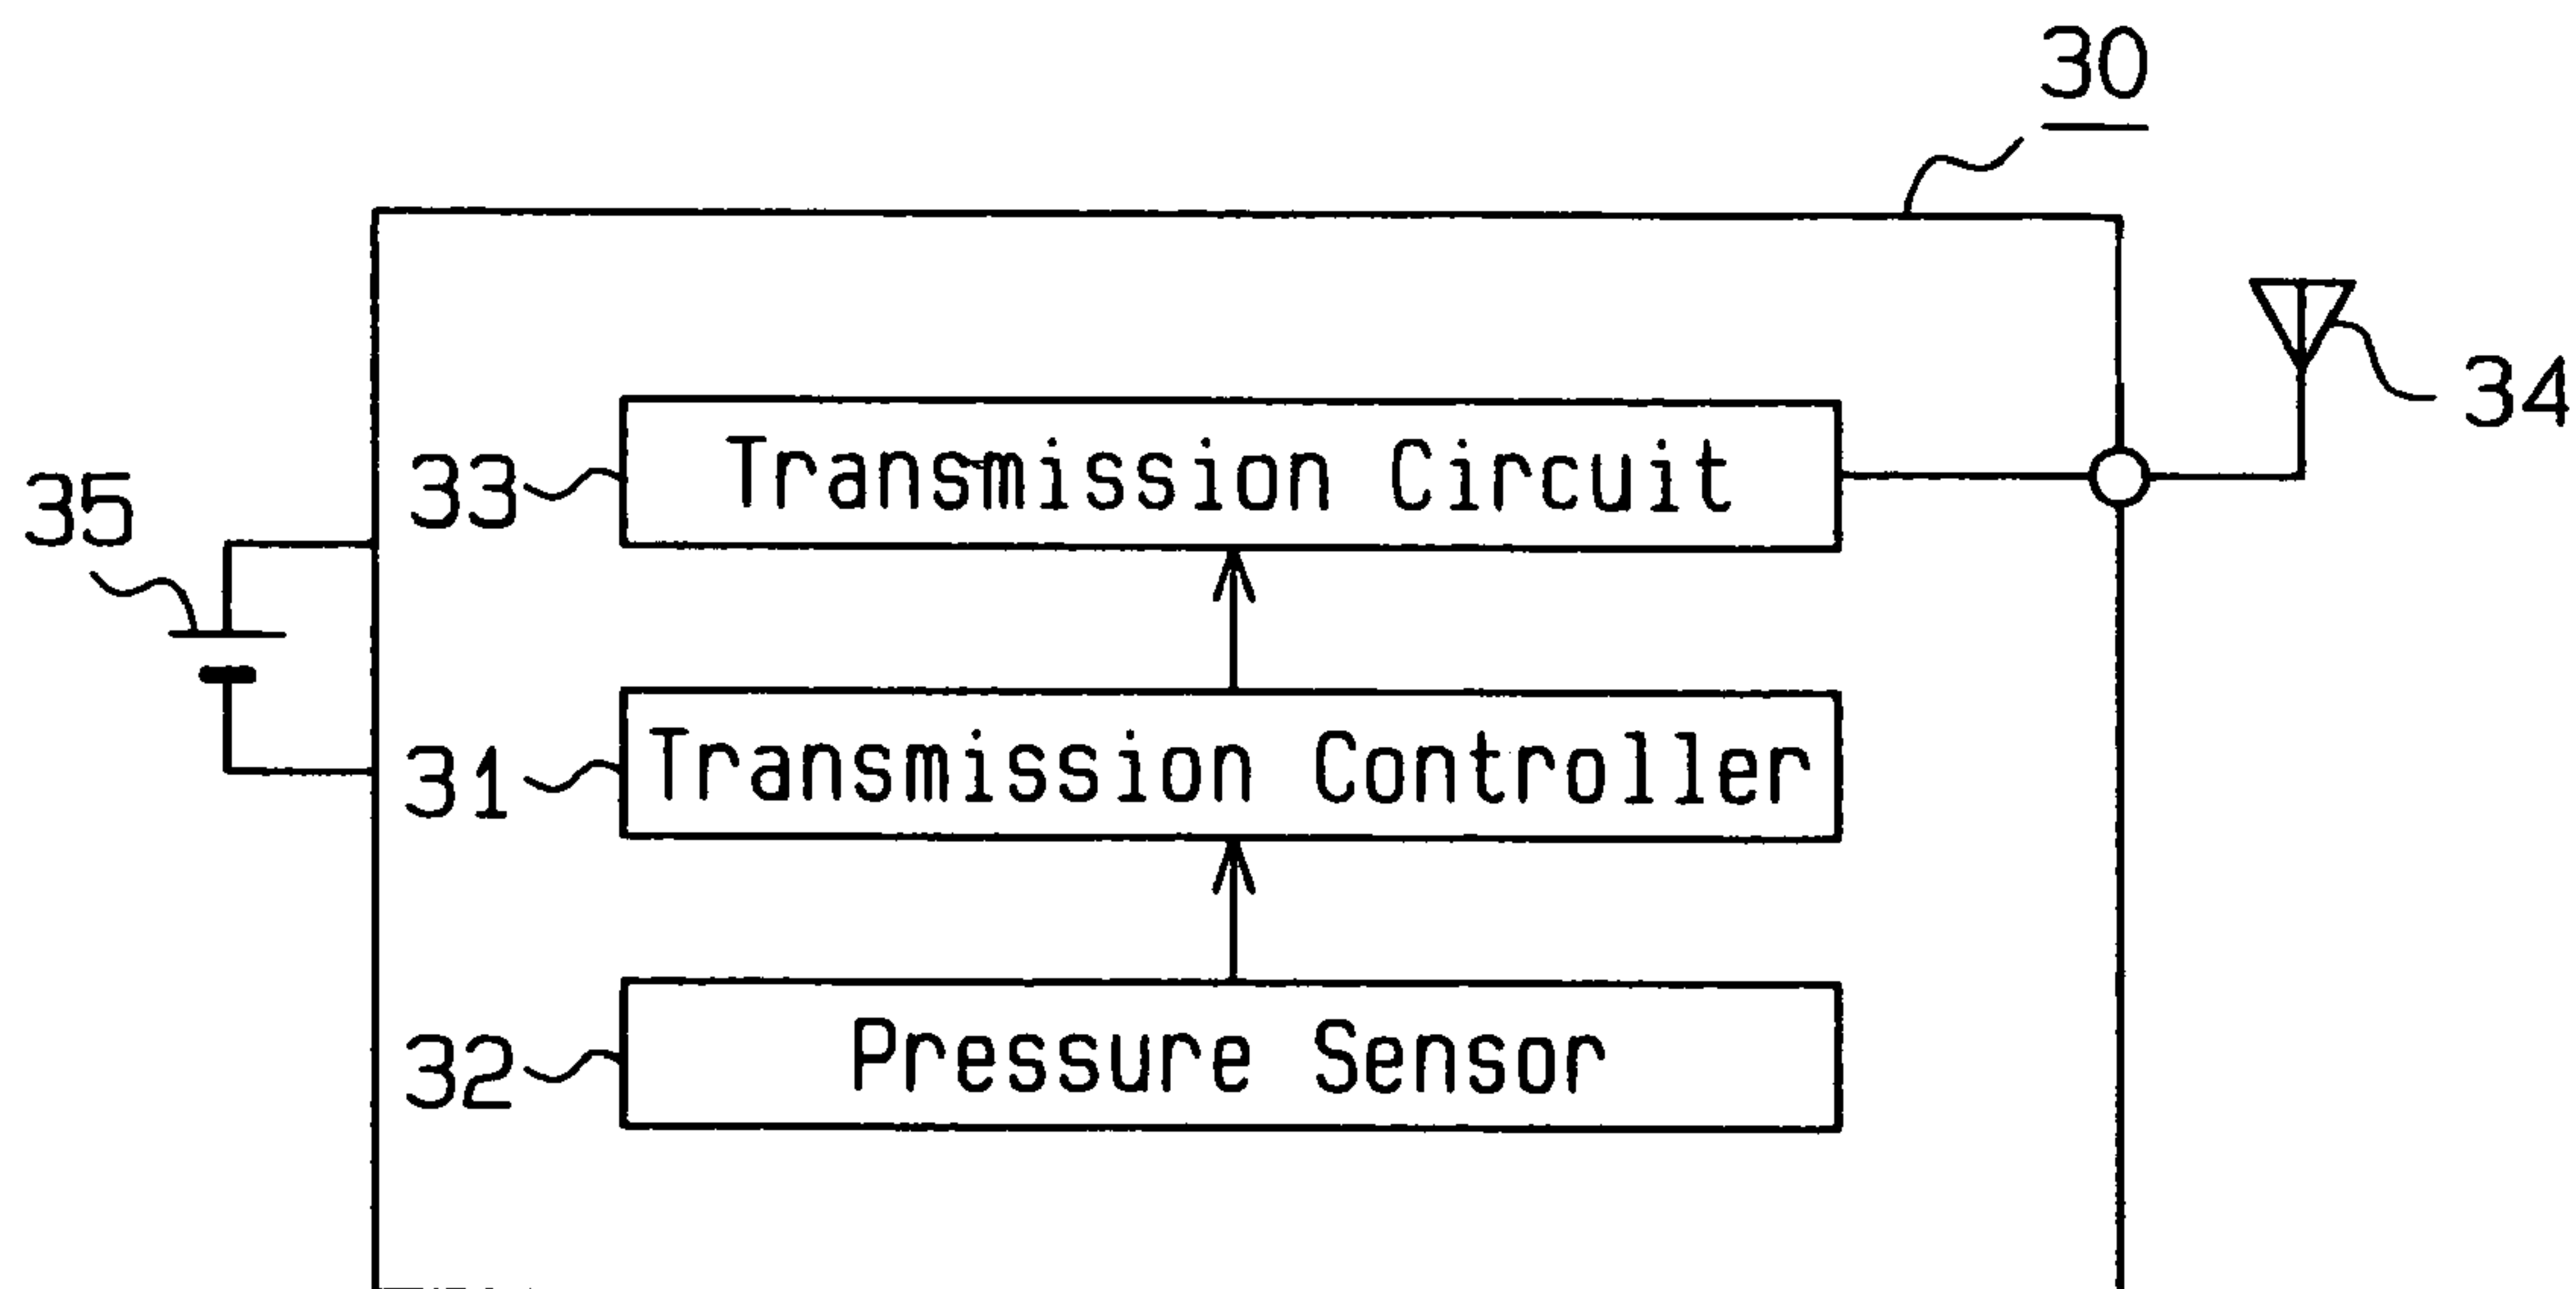 30
34
33 Transmission Circuit
35
31 Transmission Controller
32 Pressure Sensor